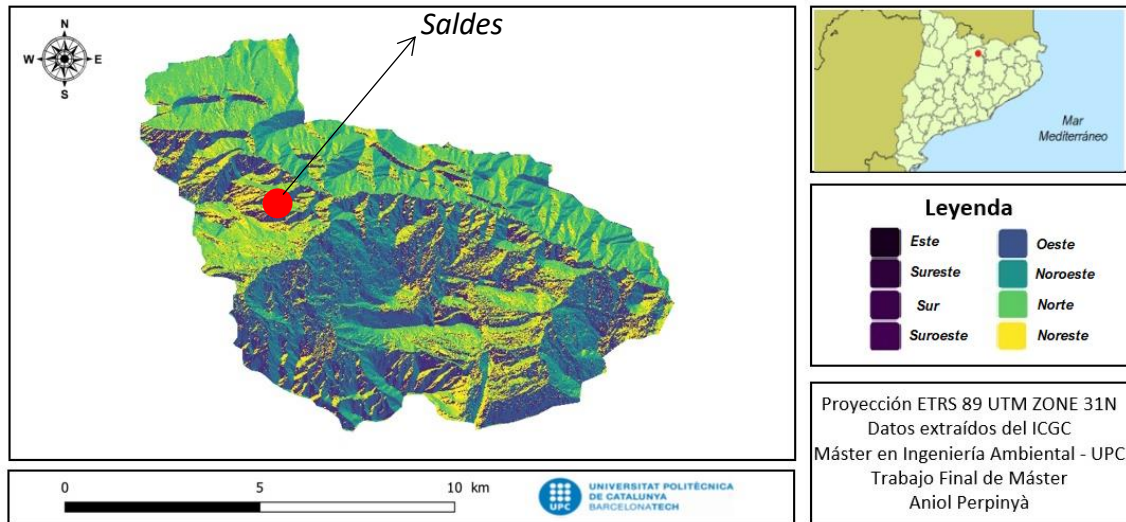 Saldes
N
W
E
S
Mar
Mediterráneo
Leyenda
Este
Sureste
Sur
Suroeste
Oeste
Noroeste
Norte
Noreste
Proyección ETRS 89 UTM ZONE 31N
Datos extraídos del ICGC
Máster en Ingeniería Ambiental - UPC
Trabajo Final de Máster
Aniol Perpinyà
0 5 10 km
UPC
UNIVERSITAT POLITÈCNICA
DE CATALUNYA
BARCELONATECH